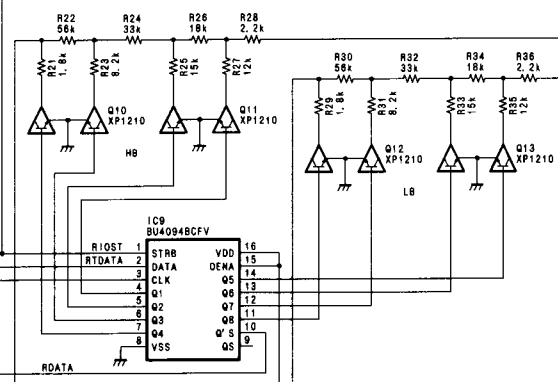 R22
56k
R24
33k
R26
18k
R28
2.2k
R21
1.8k
R23
8.2k
R25
15k
R27
12k
Q10
XP1210
Q11
XP1210
HB
R30
56k
R32
33k
R34
18k
R36
2.2k
R29
1.8k
R31
8.2k
R33
15k
R35
12k
Q12
XP1210
Q13
XP1210
LB
IC9
BU4094BCFV
RIOST 1 STRB VDD 16
RTDATA 2 DATA OENA 15
3 CLK Q5 14
4 Q1 Q6 13
5 Q2 Q7 12
6 Q3 Q8 11
7 Q4 Q'S 10
8 VSS QS 9
RDATA